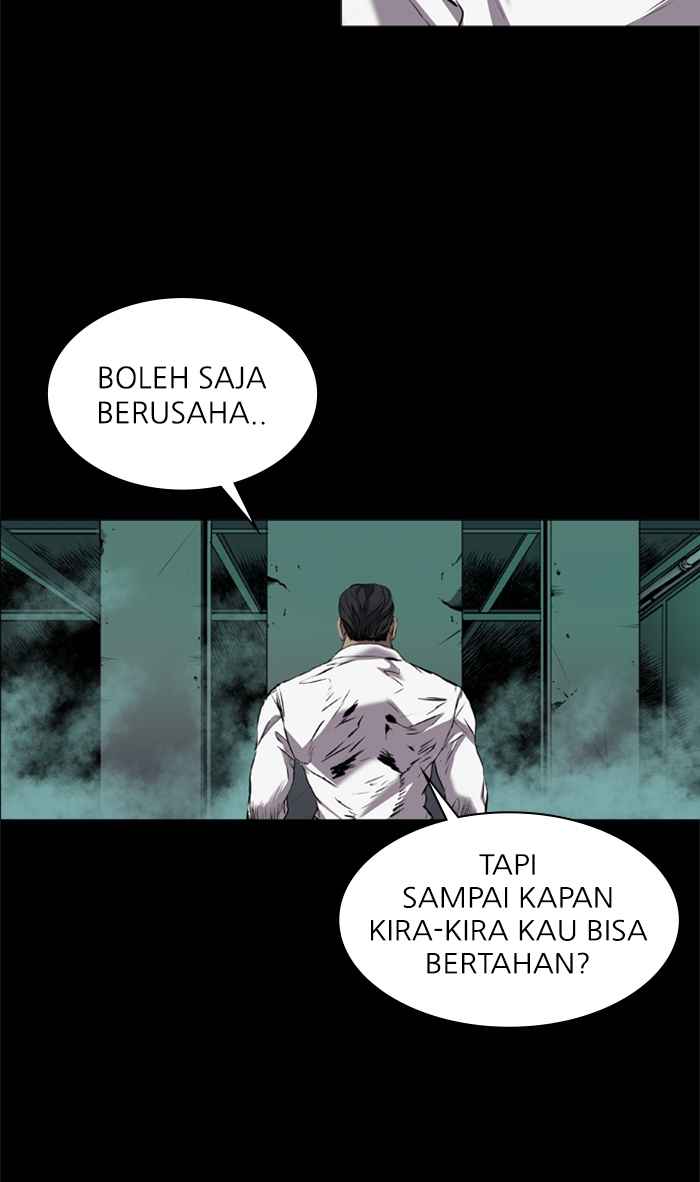 BOLEH SAJA
BERUSAHA..
TAPI
SAMPAI KAPAN
KIRA-KIRA KAU BISA
BERTAHAN?